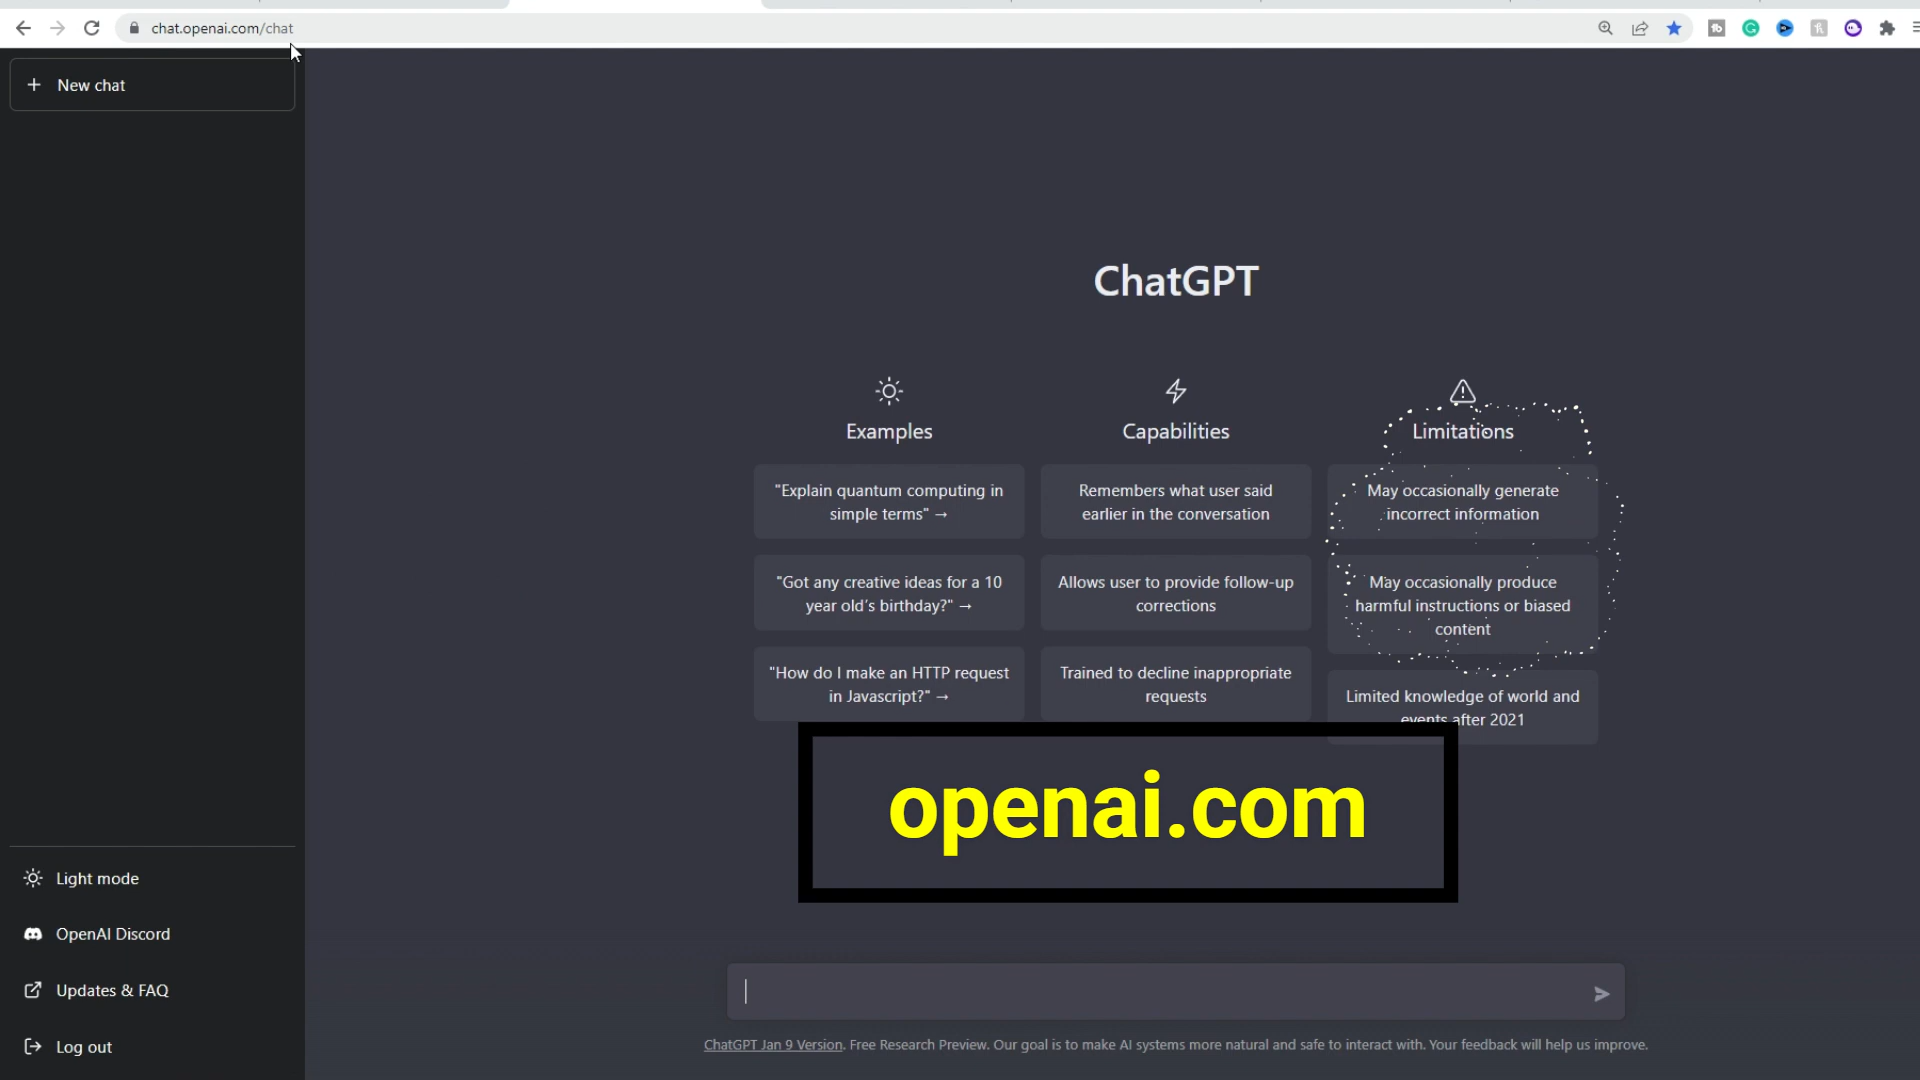 chat.openai.com/chat
New chat
ChatGPT
Examples
"Explain quantum computing in
simple terms" →
"Got any creative ideas for a 10
year old's birthday?" →
"How do I make an HTTP request
in Javascript?" →
Capabilities
Remembers what user said
earlier in the conversation
Allows user to provide follow-up
corrections
Trained to decline inappropriate
requests
Limitations
May occasionally generate
incorrect information
May occasionally produce
harmful instructions or biased
content
Limited knowledge of world and
events after 2021
openai.com
Light mode
OpenAI Discord
Updates & FAQ
Log out
ChatGPT Jan 9 Version. Free Research Preview. Our goal is to make AI systems more natural and safe to interact with. Your feedback will help us improve.